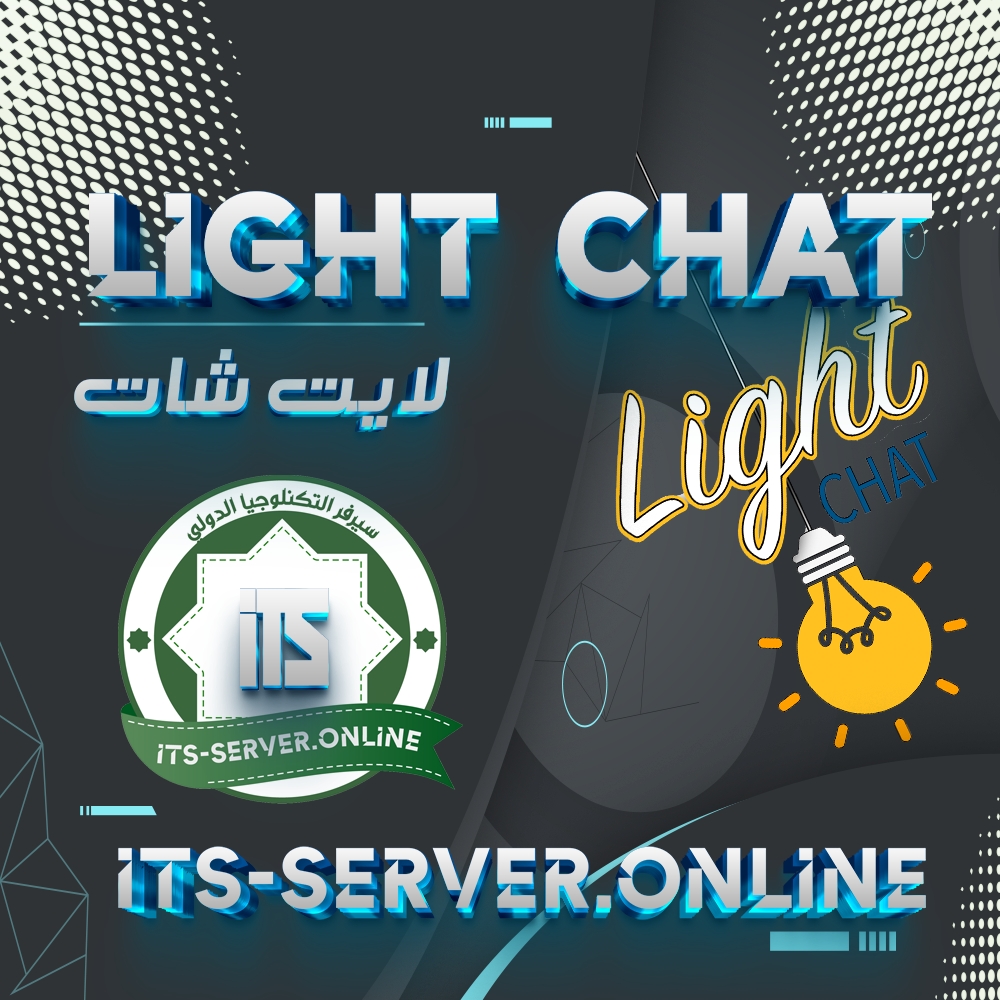 LiGHT CHAT
لايت شات
Light
CHAT
سيرفر التكنلوجيا الدولي
iTS
iTS-SERVER.ONLiNE
iTS-SERVER.ONLiNE